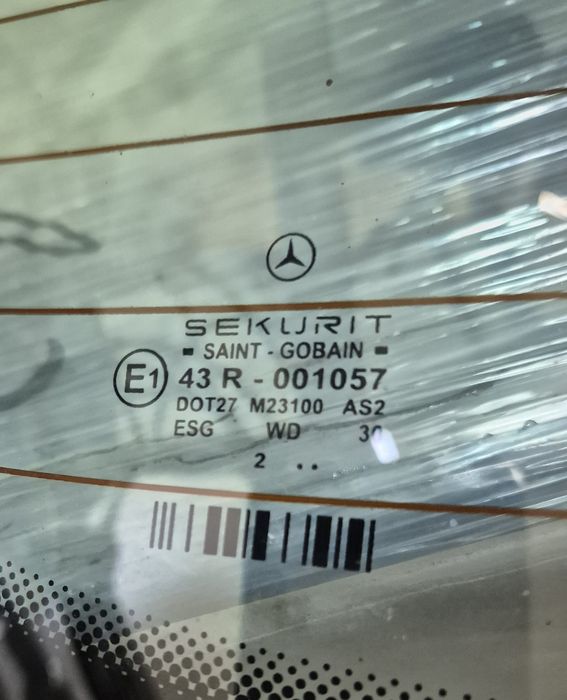 SEKURIT
- SAINT - GOBAIN -
E1 43 R - 001057
DOT27 M23100 AS2
ESG WD
2 ..